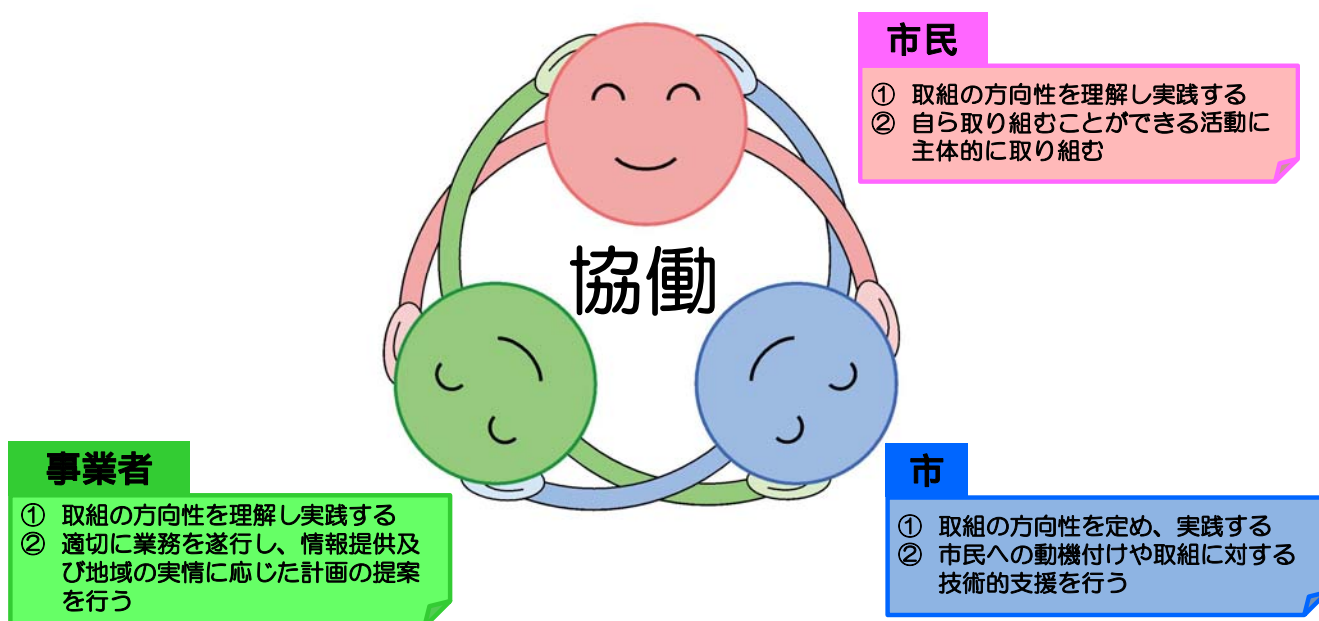 市民
① 取組の方向性を理解し実践する
② 自ら取り組むことができる活動に
主体的に取り組む
協働
事業者
① 取組の方向性を理解し実践する
② 適切に業務を遂行し、情報提供及
び地域の実情に応じた計画の提案
を行う
市
① 取組の方向性を定め、実践する
② 市民への動機付けや取組に対する
技術的支援を行う